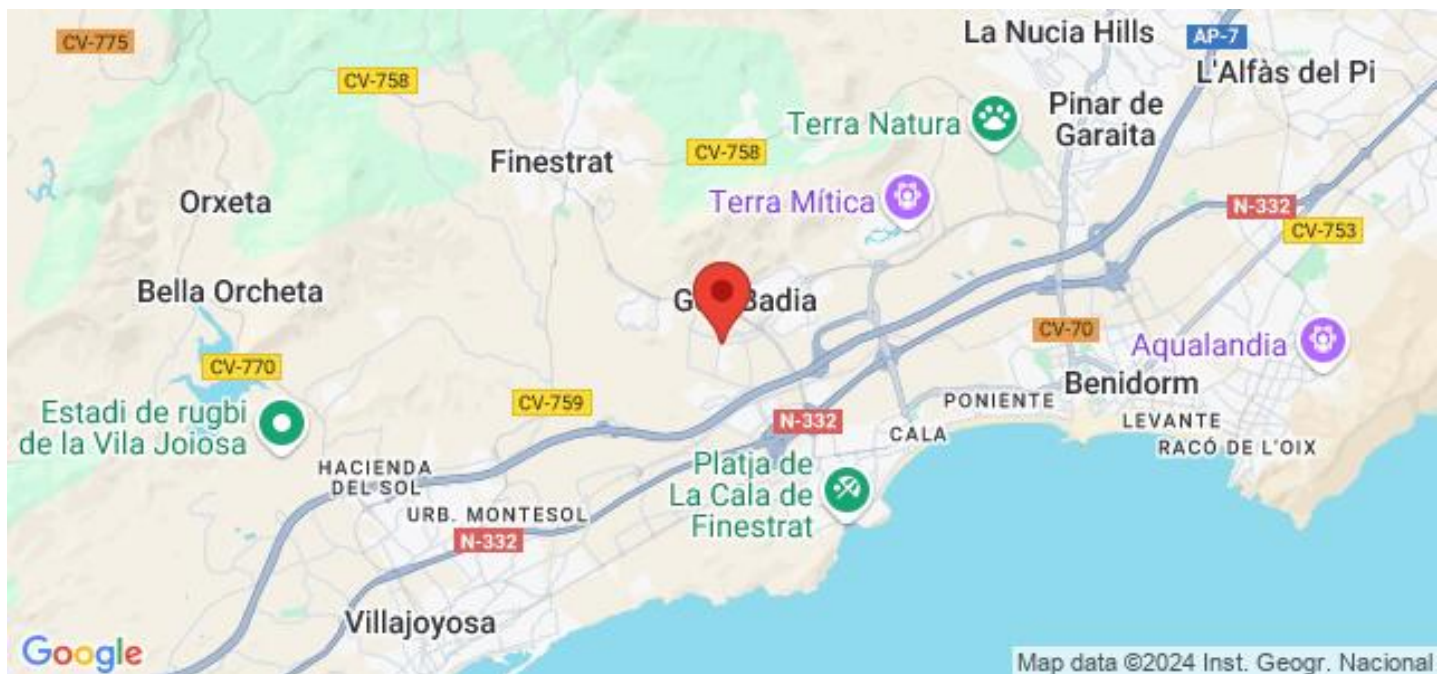 La Nucia Hills
CV-775
AP-7
CV-758
L'Alfàs del Pi
Pinar de
Garaita
Terra Natura
Finestrat
CV-758
Orxeta
Terra Mítica
N-332
CV-753
Bella Orcheta
Badia
CV-70
Aqualandia
CV-770
Benidorm
CV-759
PONIENTE
Estadi de rugbi
de la Vila Joiosa
N-332
CALA
LEVANTE
RACÓ DE L'OIX
HACIENDA
DEL SOL
Platja de
La Cala de
Finestrat
URB. MONTESOL
N-332
Villajoyosa
Google
Map data ©2024 Inst. Geogr. Nacional